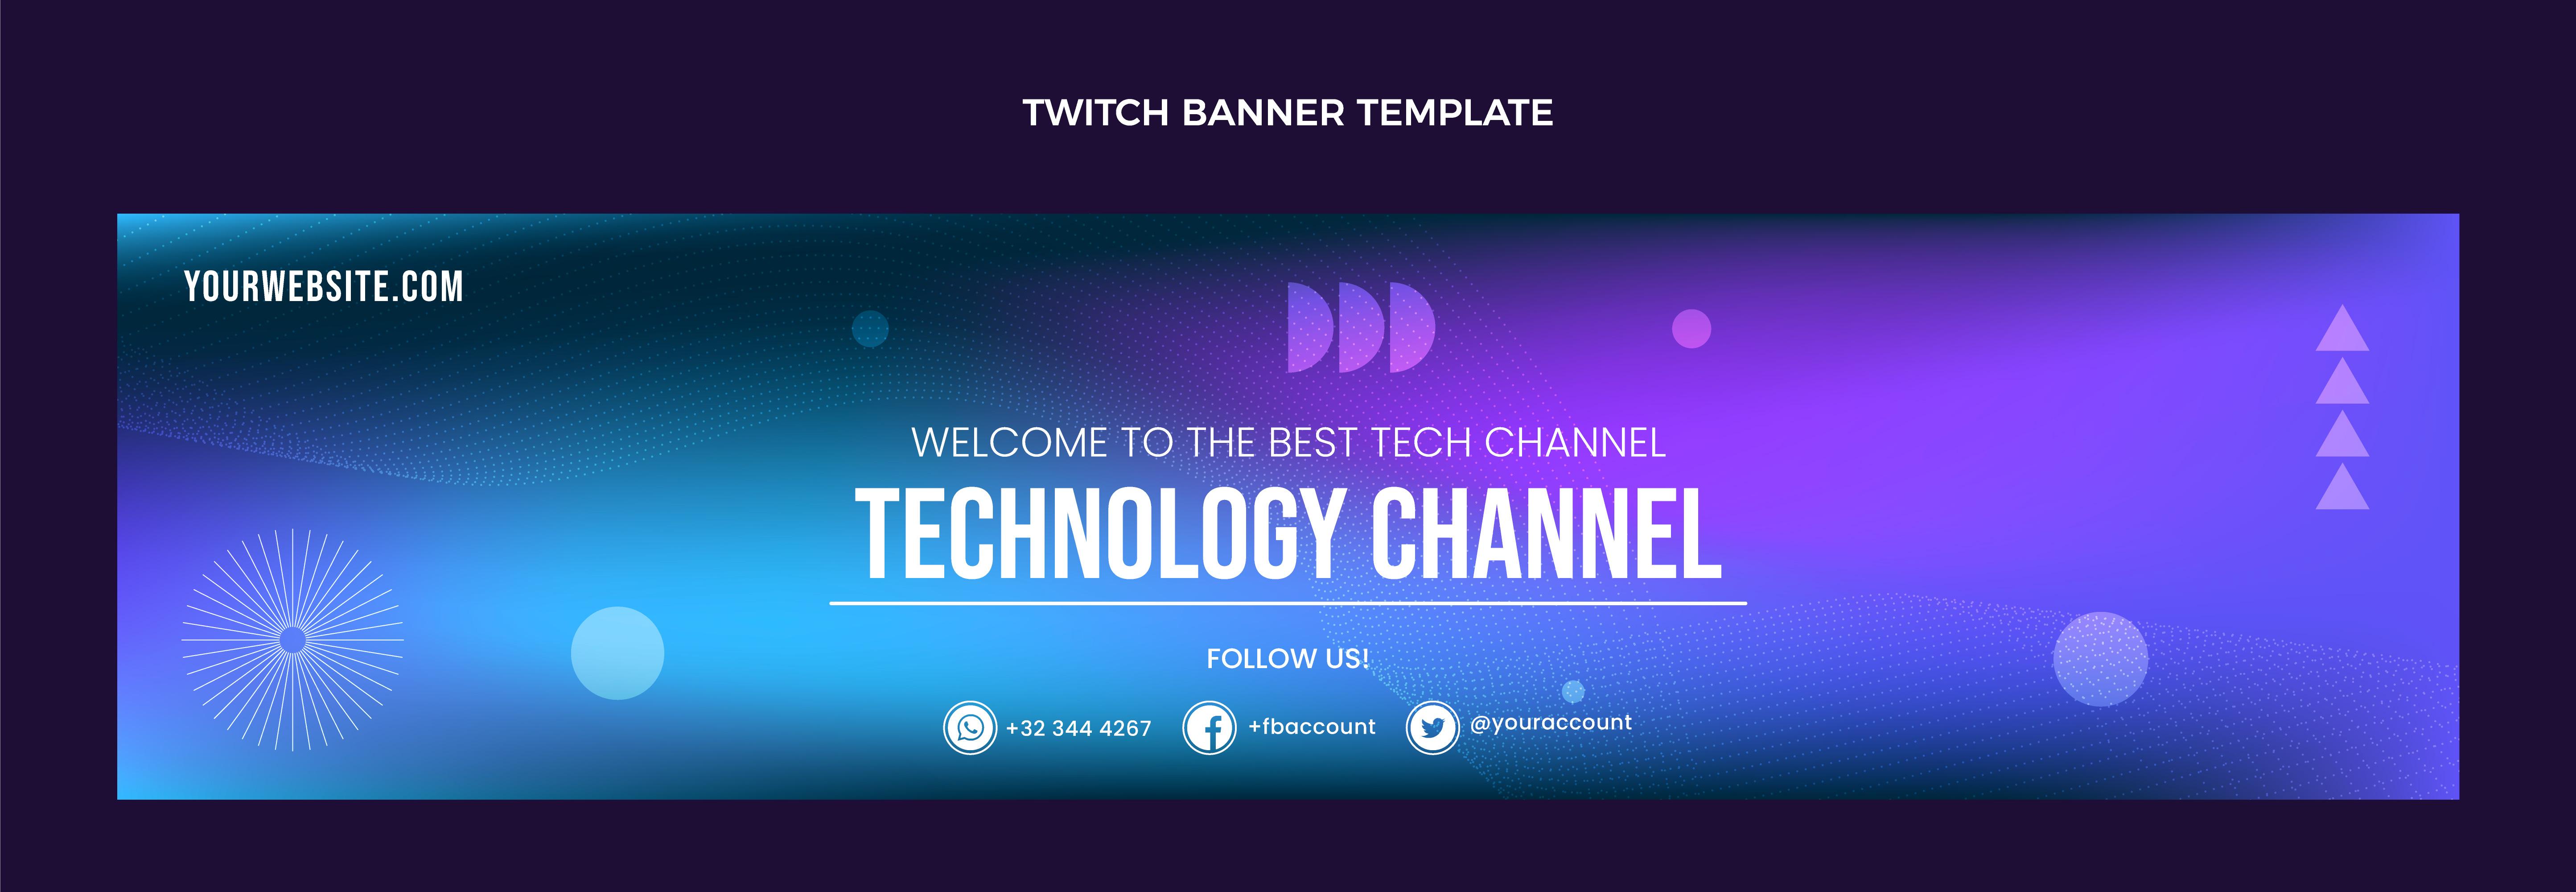 TWITCH BANNER TEMPLATE
YOURWEBSITE.COM
WELCOME TO THE BEST TECH CHANNEL
TECHNOLOGY CHANNEL
FOLLOW US!
+32 344 4267 +fbaccount @youraccount